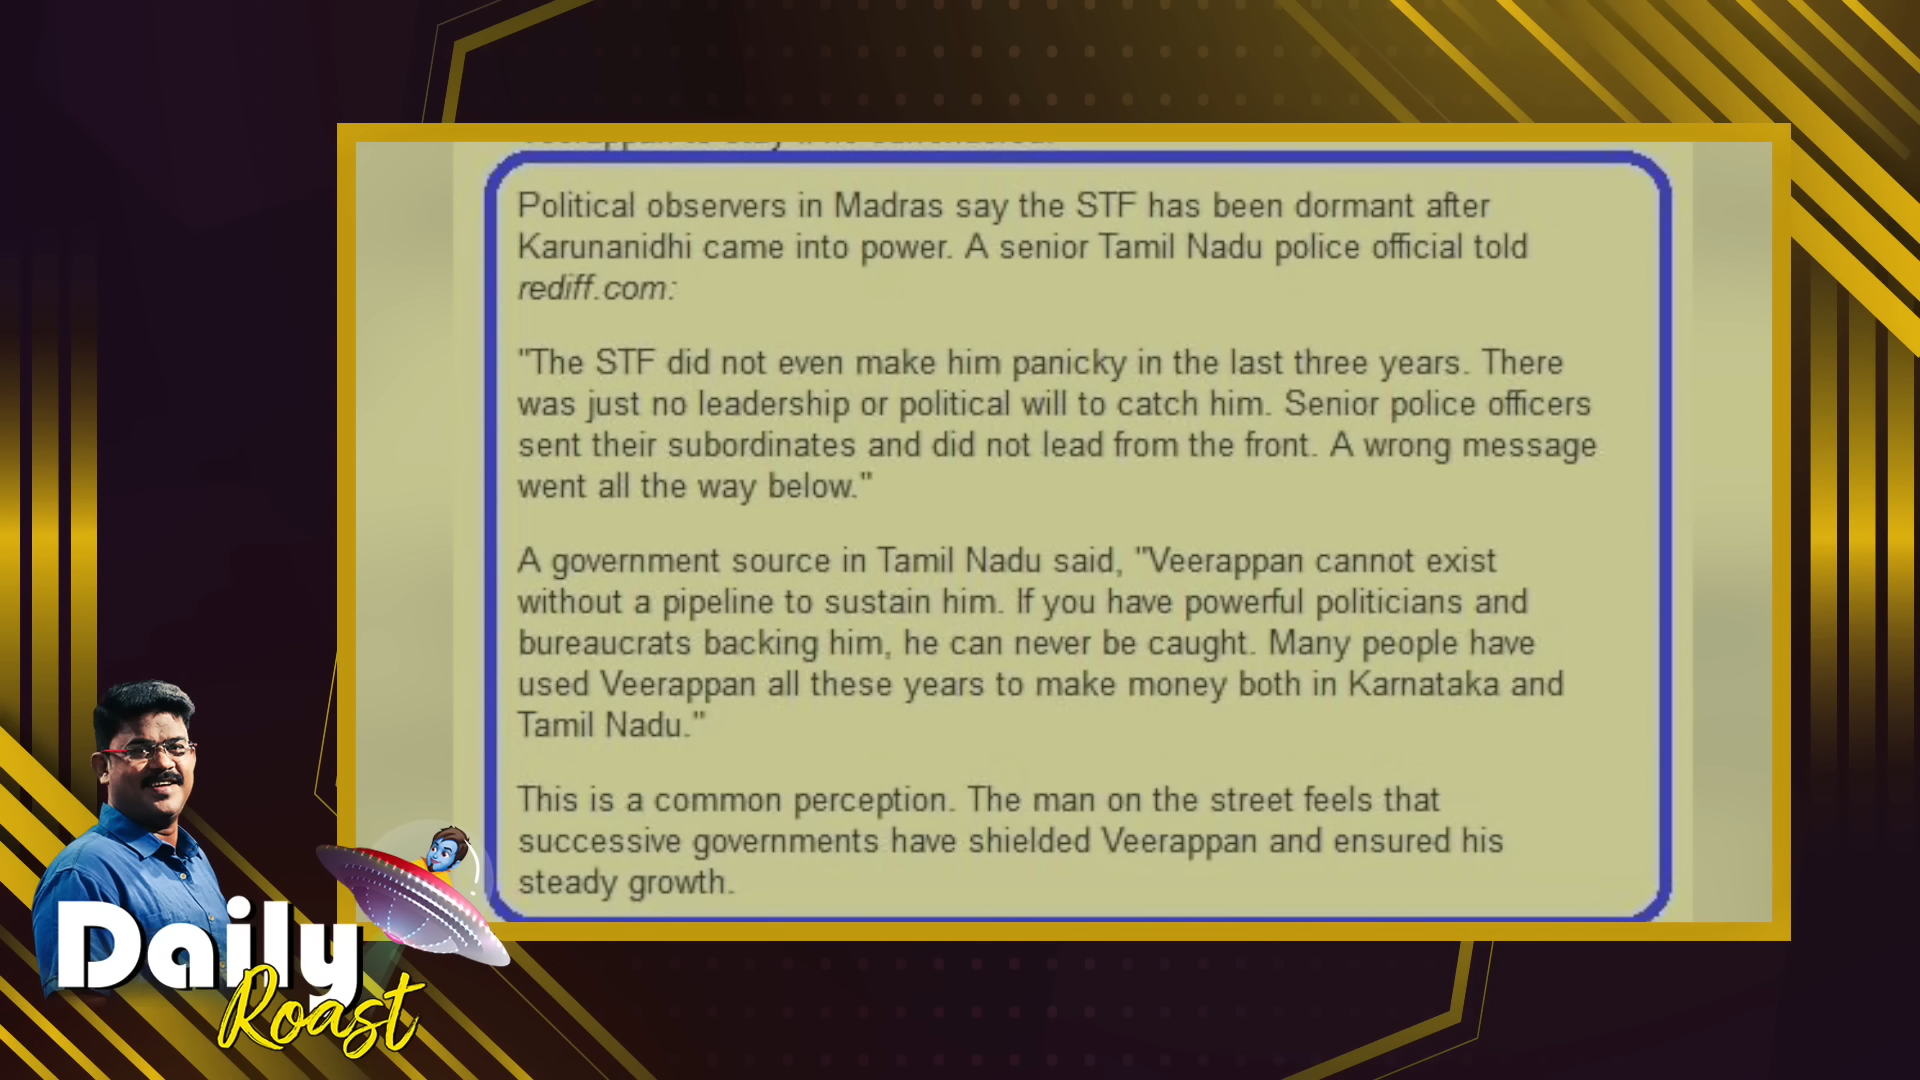 Political observers in Madras say the STF has been dormant after
Karunanidhi came into power. A senior Tamil Nadu police official told
rediff.com:
"The STF did not even make him panicky in the last three years. There
was just no leadership or political will to catch him. Senior police officers
sent their subordinates and did not lead from the front. A wrong message
went all the way below."
A government source in Tamil Nadu said, "Veerappan cannot exist
without a pipeline to sustain him. If you have powerful politicians and
bureaucrats backing him, he can never be caught. Many people have
used Veerappan all these years to make money both in Karnataka and
Tamil Nadu."
This is a common perception. The man on the street feels that
successive governments have shielded Veerappan and ensured his
steady growth.
Daily
Roast